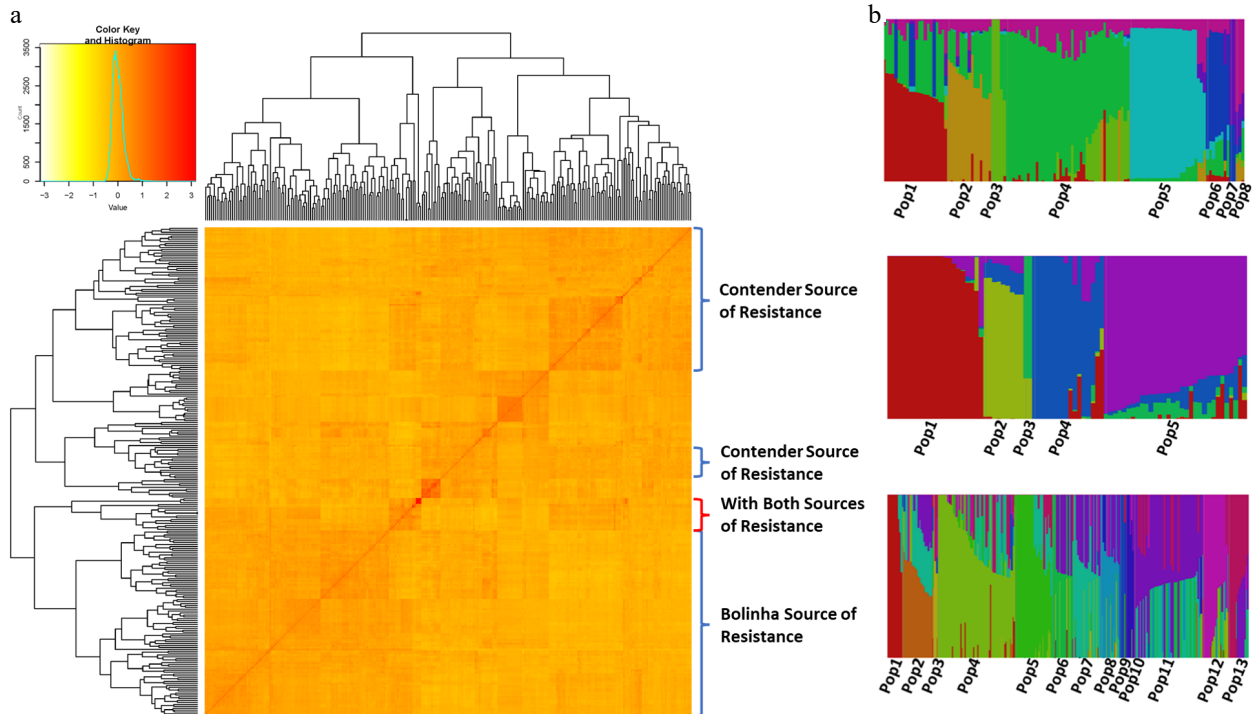 a
Color Key
and Histogram
Count
0
500
1500
2500
3500
−3
−2
−1
0
1
2
3
Value
Contender Source
of Resistance
Contender Source
of Resistance
With Both Sources
of Resistance
Bolinha Source of
Resistance
b
Pop1
Pop2
Pop3
Pop4
Pop5
Pop6
Pop7
Pop8
Pop1
Pop2
Pop3
Pop4
Pop5
Pop1
Pop2
Pop3
Pop4
Pop5
Pop6
Pop7
Pop8
Pop9
Pop10
Pop11
Pop12
Pop13